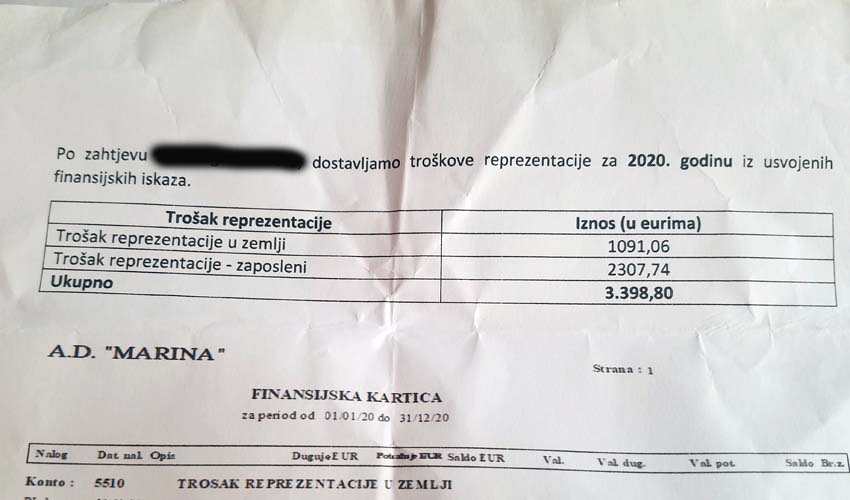 Po zahtjevu dostavljamo troškove reprezentacije za 2020. godinu iz usvojenih
finansijskih iskaza.
Trošak reprezentacije Iznos (u eurima)
Trošak reprezentacije u zemlji 1091,06
Trošak reprezentacije - zaposleni 2307,74
Ukupno 3.398,80
A.D. "MARINA"
Strana : 1
FINANSIJSKA KARTICA
za period od 01/01/20 do 31/12/20
Nalog Dat. nal. Opis Duguje EUR Potražuje EUR Saldo EUR Val. Val. dug. Val. pot. Saldo Br.z.
Konto : 5510 TROSAK REPREZENTACIJE U ZEMLJI